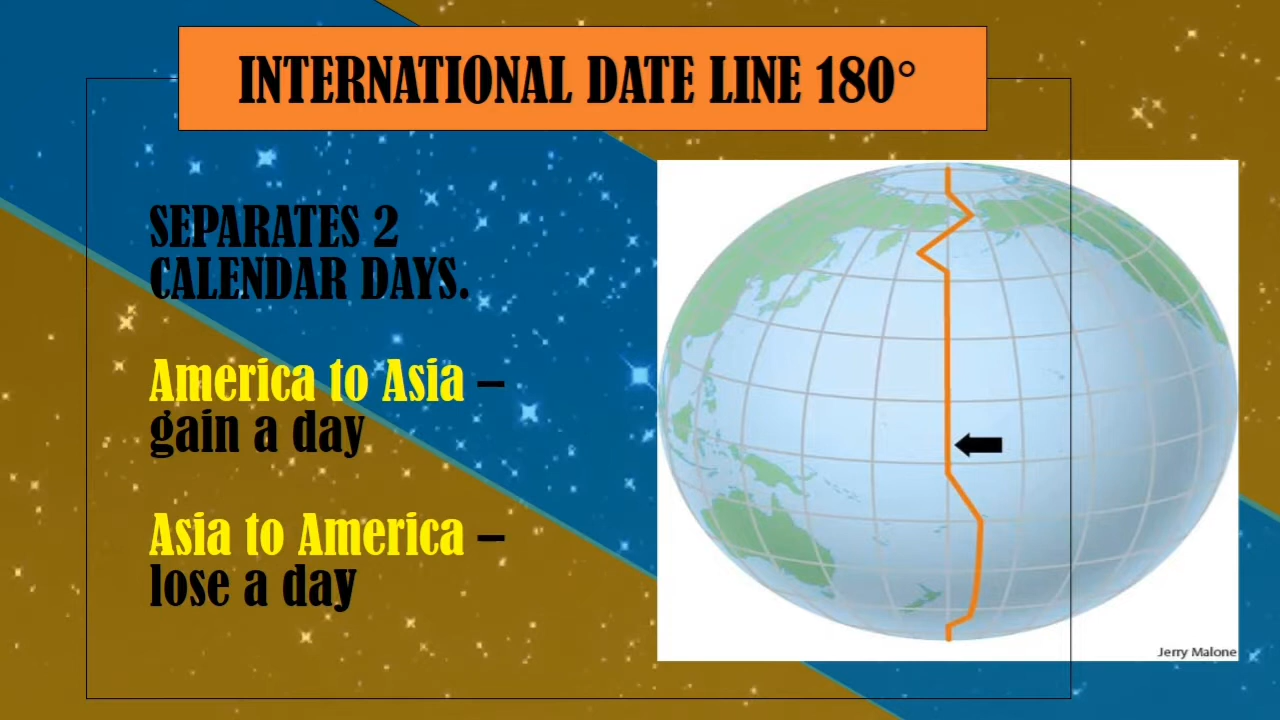 INTERNATIONAL DATE LINE 180°
SEPARATES 2
CALENDAR DAYS.
America to Asia –
gain a day
Asia to America –
lose a day
Jerry Malone